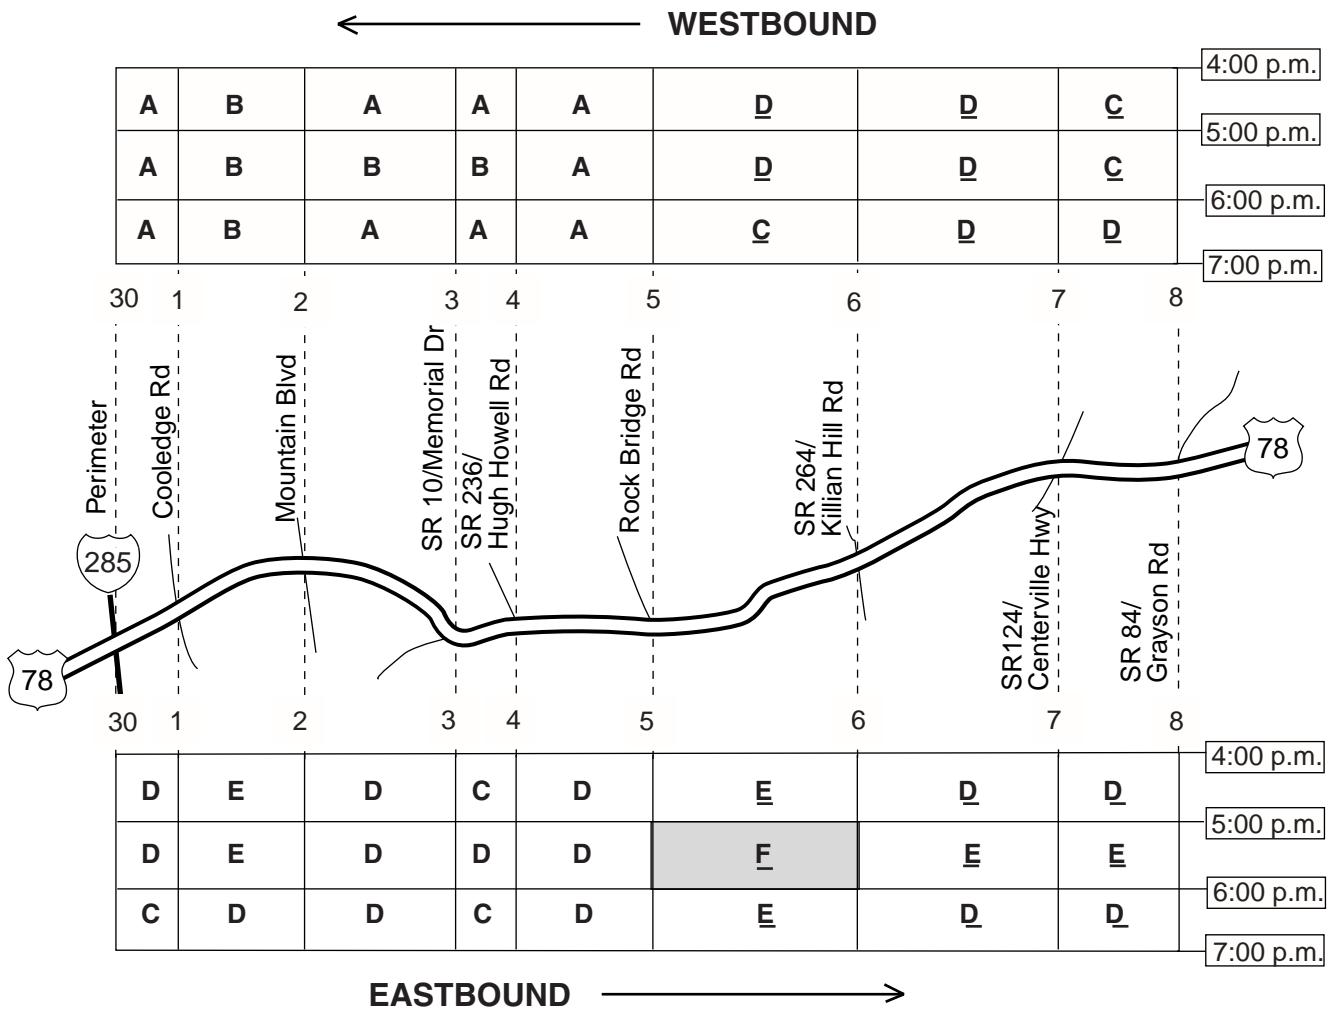 WESTBOUND
4:00 p.m.
A B A A A D D C
5:00 p.m.
A B B B A D D C
6:00 p.m.
A B A A A C D D
7:00 p.m.
30 1 2 3 4 5 6 7 8
Perimeter
Cooledge Rd
Mountain Blvd
SR 10/Memorial Dr
SR 236/
Hugh Howell Rd
Rock Bridge Rd
SR 264/
Killian Hill Rd
SR124/
Centerville Hwy
SR 84/
Grayson Rd
78
285
78
30 1 2 3 4 5 6 7 8
4:00 p.m.
D E D C D E D D
5:00 p.m.
D E D D D F E E
6:00 p.m.
C D D C D E D D
7:00 p.m.
EASTBOUND